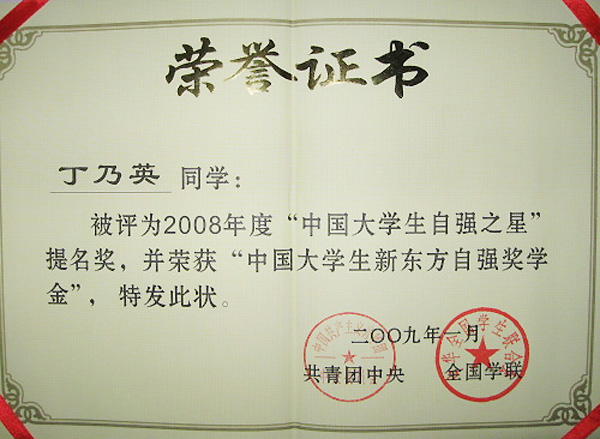 荣誉证书
丁乃英 同学：
被评为2008年度“中国大学生自强之星”
提名奖，并荣获“中国大学生新东方自强奖学
金”，特发此状。
二〇〇九年一月
共青团中央 全国学联